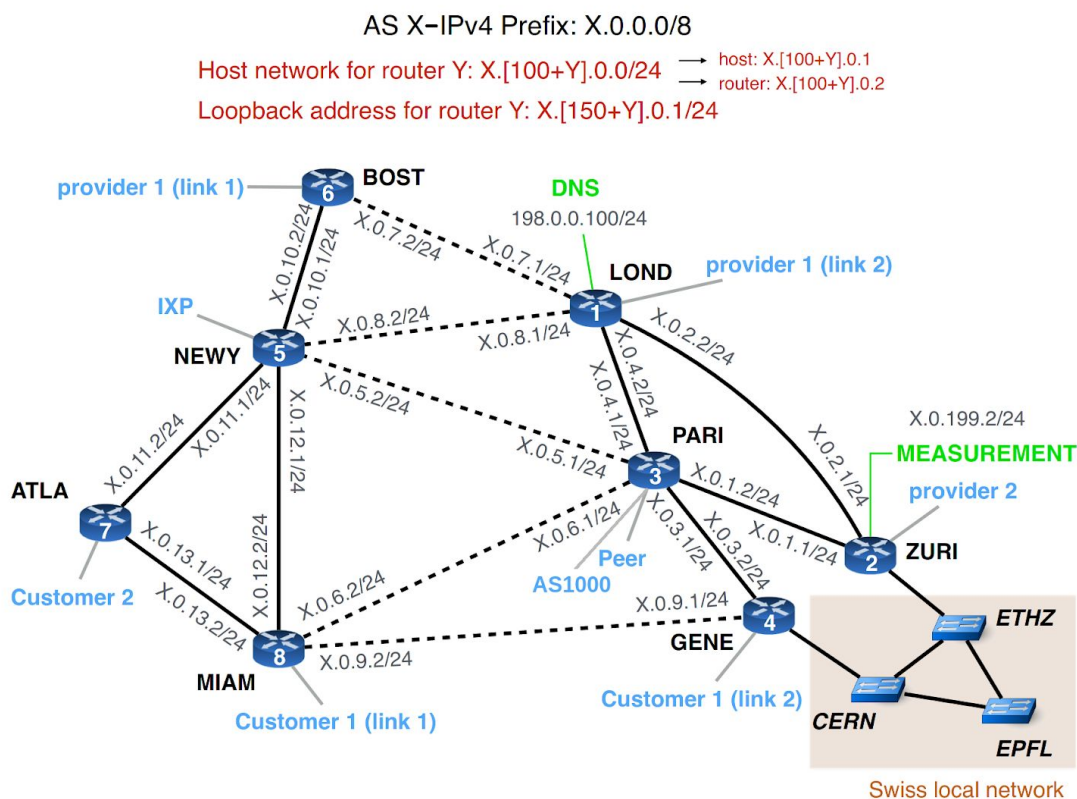 AS X−IPv4 Prefix: X.0.0.0/8
Host network for router Y: X.[100+Y].0.0/24
host: X.[100+Y].0.1
router: X.[100+Y].0.2
Loopback address for router Y: X.[150+Y].0.1/24
provider 1 (link 1)
6
BOST
DNS
198.0.0.100/24
X.0.10.2/24
X.0.10.1/24
X.0.7.2/24
X.0.7.1/24
LOND
1
provider 1 (link 2)
IXP
NEWY
5
X.0.8.2/24
X.0.8.1/24
X.0.2.2/24
X.0.4.2/24
X.0.4.1/24
X.0.5.2/24
X.0.5.1/24
X.0.11.2/24
X.0.11.1/24
X.0.12.1/24
X.0.199.2/24
MEASUREMENT
provider 2
X.0.2.1/24
PARI
3
X.0.1.2/24
X.0.1.1/24
ZURI
2
ATLA
7
X.0.6.1/24
X.0.3.1/24
X.0.3.2/24
Peer
AS1000
X.0.13.1/24
X.0.13.2/24
X.0.12.2/24
Customer 2
X.0.6.2/24
X.0.9.1/24
4
GENE
ETHZ
MIAM
8
X.0.9.2/24
Customer 1 (link 1)
Customer 1 (link 2)
CERN
EPFL
Swiss local network